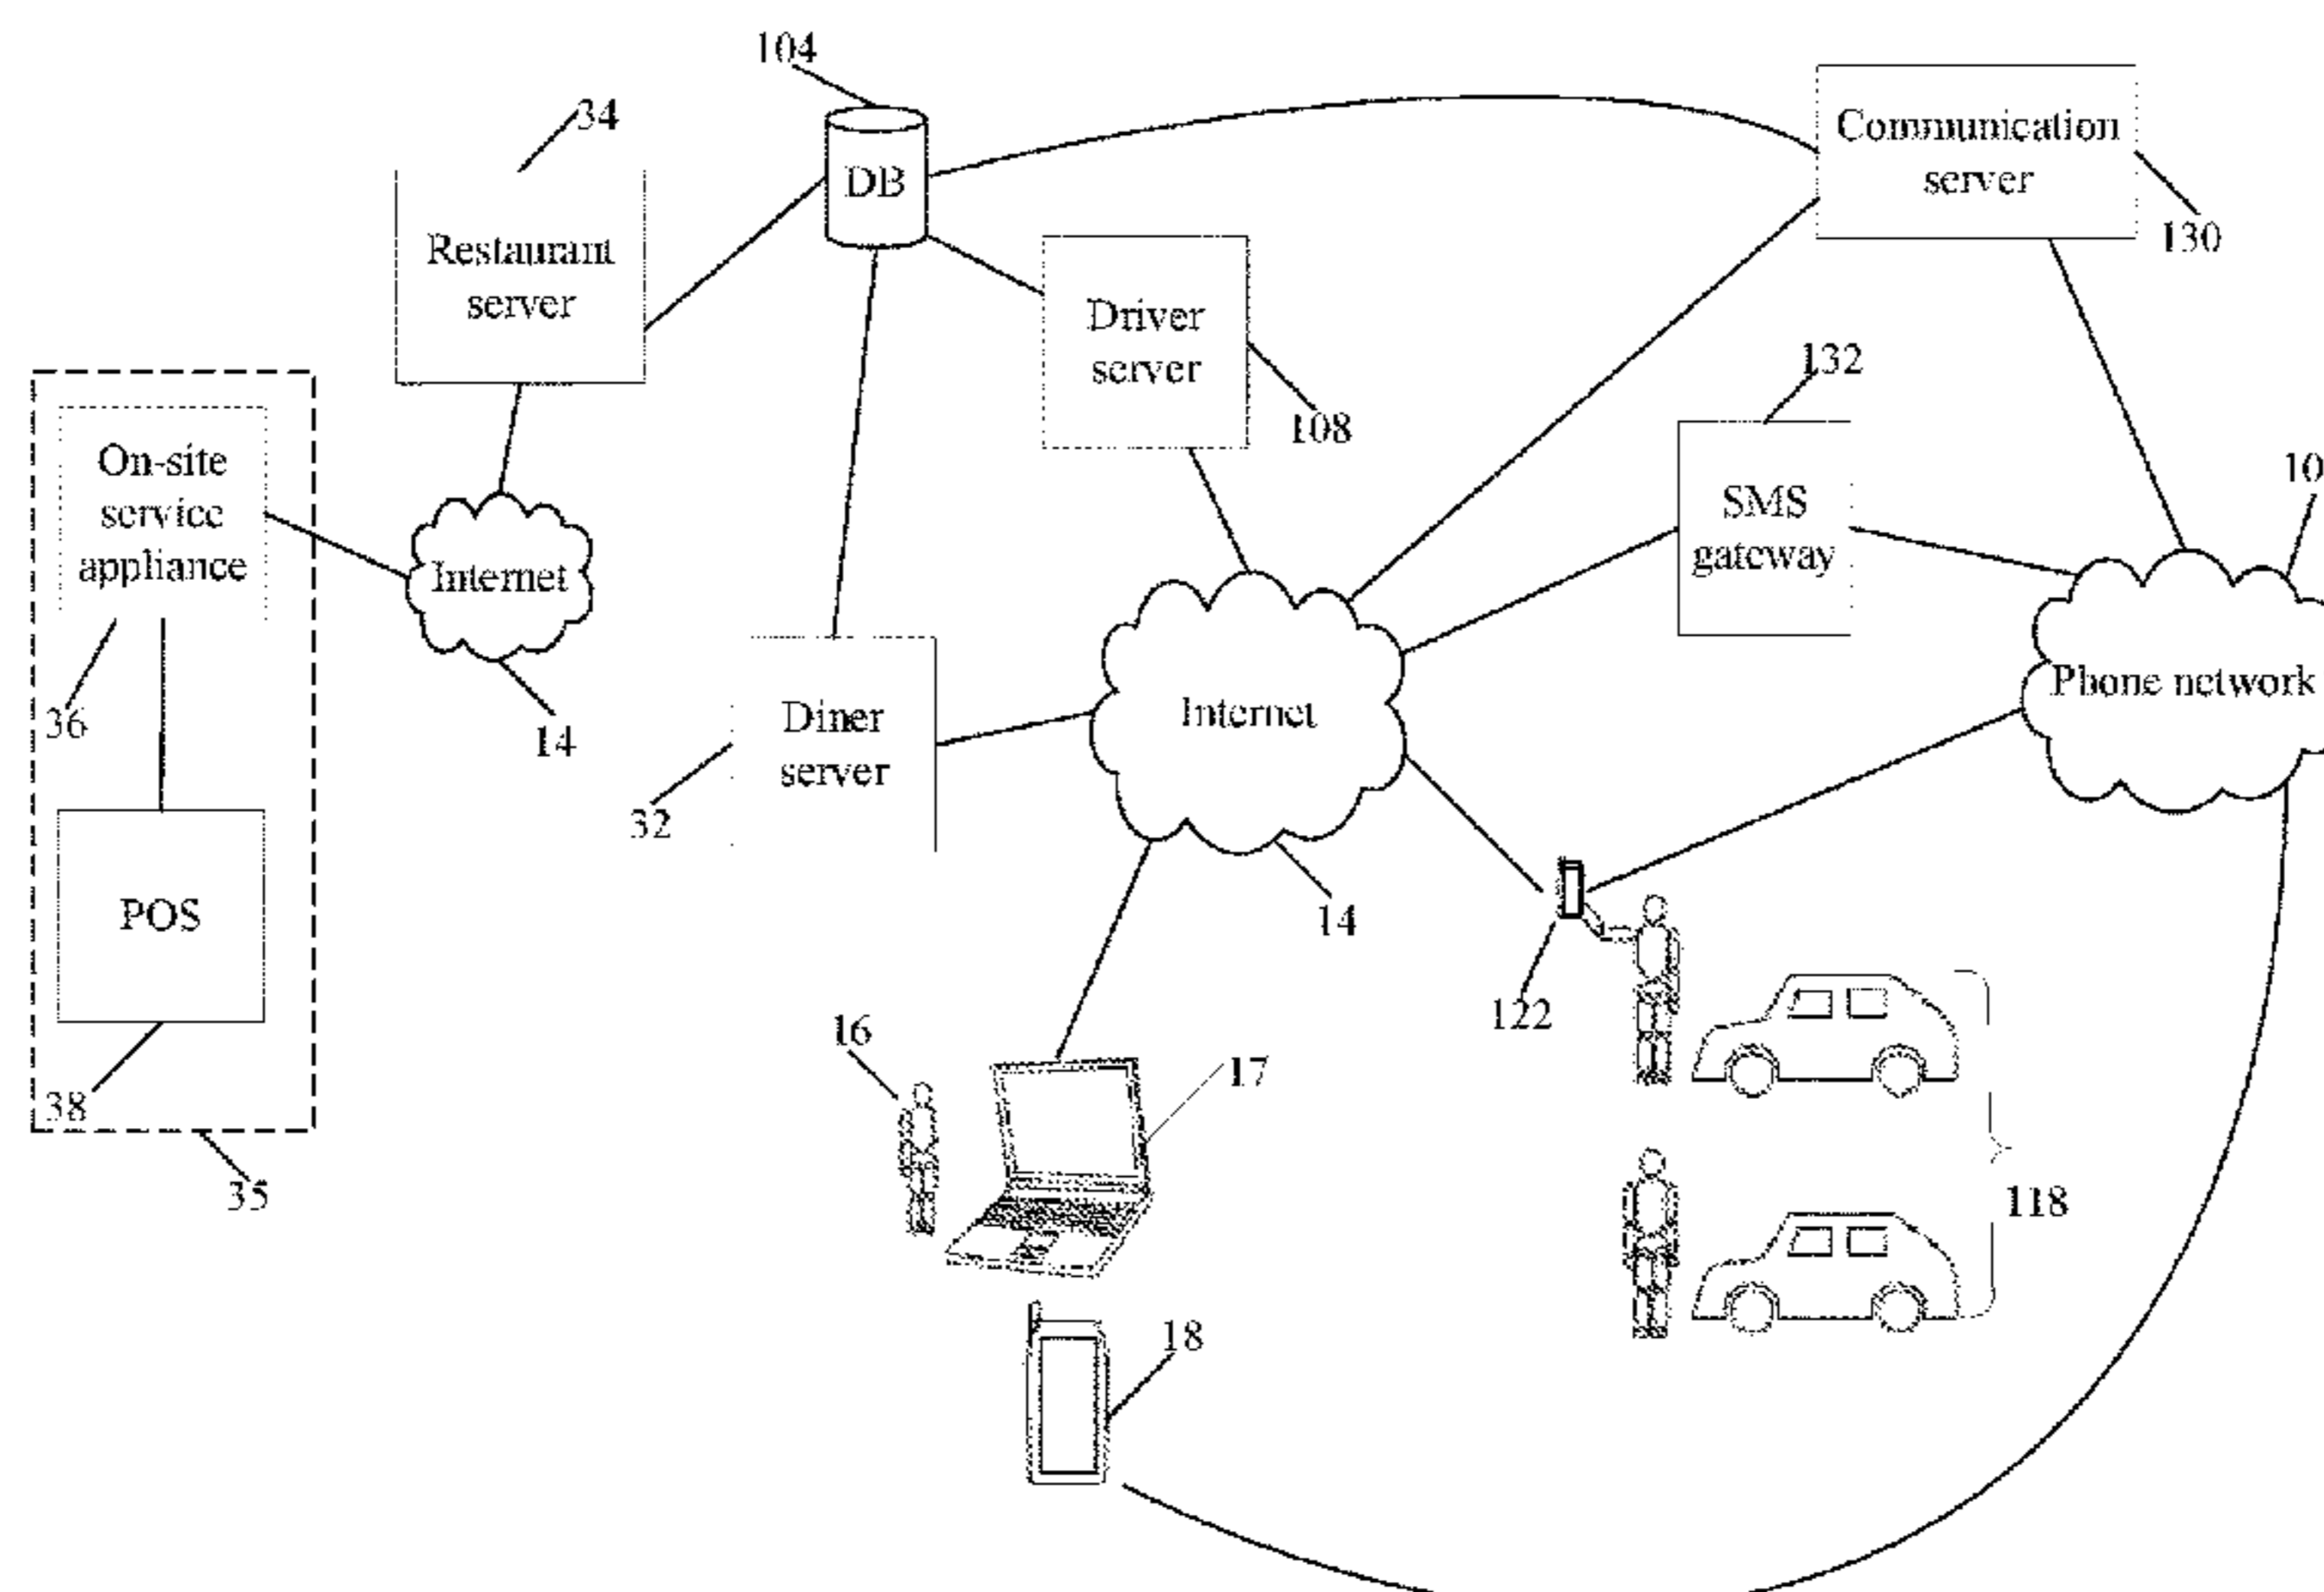 104
34
DB
Communication
server
130
Restaurant
server
Driver
server
108
132
SMS
gateway
10
On-site
service
appliance
36
Internet
14
Phone network
Diner
server
32
Internet
14
POS
38
35
122
16
17
118
18